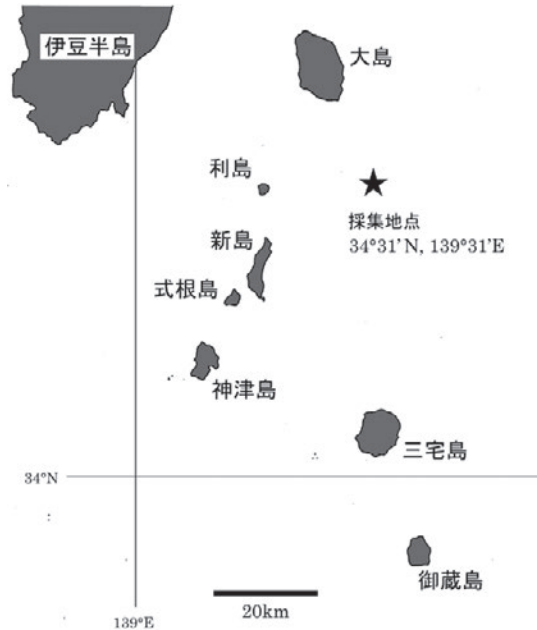 伊豆半島
大島
利島
採集地点
34°31'N, 139°31'E
新島
式根島
神津島
三宅島
34°N
御蔵島
20km
139°E